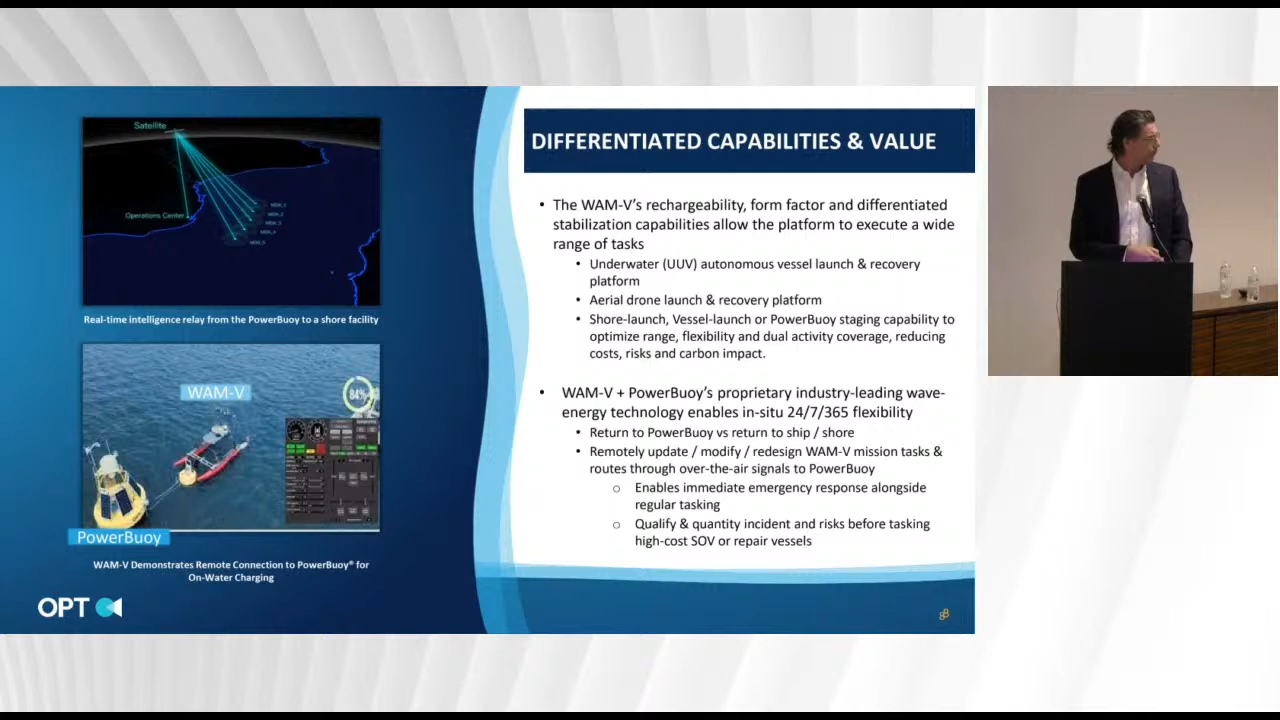 Satellite
Operations Center
MDA_1
MDA_2
MDA_3
MDA_4
MDA_5
Real-time intelligence relay from the PowerBuoy to a shore facility
WAM-V
84%
PowerBuoy
WAM-V Demonstrates Remote Connection to PowerBuoy® for
On-Water Charging
OPT
DIFFERENTIATED CAPABILITIES & VALUE
• The WAM-V's rechargeability, form factor and differentiated
stabilization capabilities allow the platform to execute a wide
range of tasks
• Underwater (UUV) autonomous vessel launch & recovery
platform
• Aerial drone launch & recovery platform
• Shore-launch, Vessel-launch or PowerBuoy staging capability to
optimize range, flexibility and dual activity coverage, reducing
costs, risks and carbon impact.
• WAM-V + PowerBuoy's proprietary industry-leading wave-
energy technology enables in-situ 24/7/365 flexibility
• Return to PowerBuoy vs return to ship / shore
• Remotely update / modify / redesign WAM-V mission tasks &
routes through over-the-air signals to PowerBuoy
o Enables immediate emergency response alongside
regular tasking
o Qualify & quantity incident and risks before tasking
high-cost SOV or repair vessels